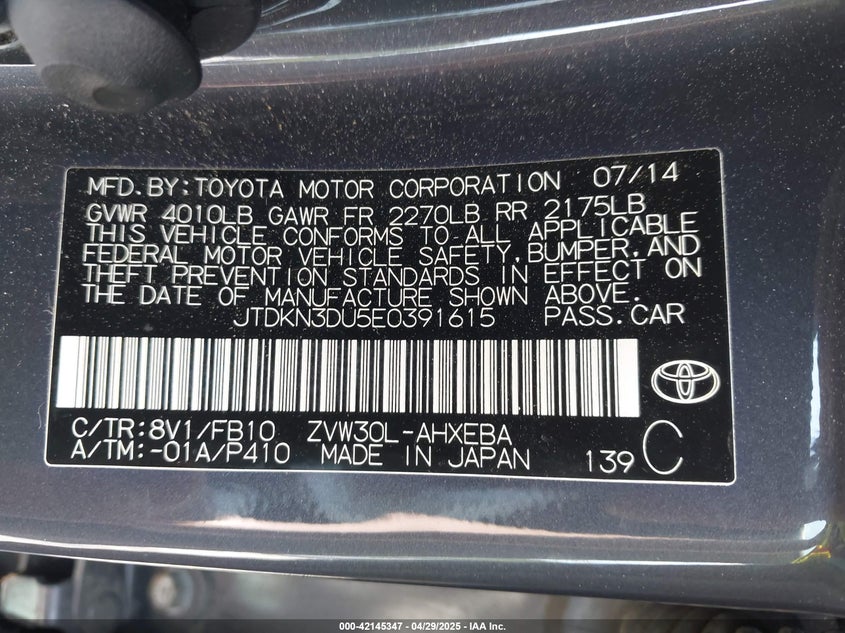 MFD.BY:TOYOTA MOTOR CORPORATION 07/14
GVWR 4010LB GAWR FR 2270LB RR 2175LB
THIS VEHICLE CONFORMS TO ALL APPLICABLE
FEDERAL MOTOR VEHICLE SAFETY,BUMPER,AND
THEFT PREVENTION STANDARDS IN EFFECT ON
THE DATE OF MANUFACTURE SHOWN ABOVE.
JTDKN3DU5E0391615 PASS.CAR
C/TR:8V1/FB10 ZVW30L-AHXEBA
A/TM:-01A/P410 MADE IN JAPAN 139 C
000-42145347 - 04/29/2025 - IAA Inc.